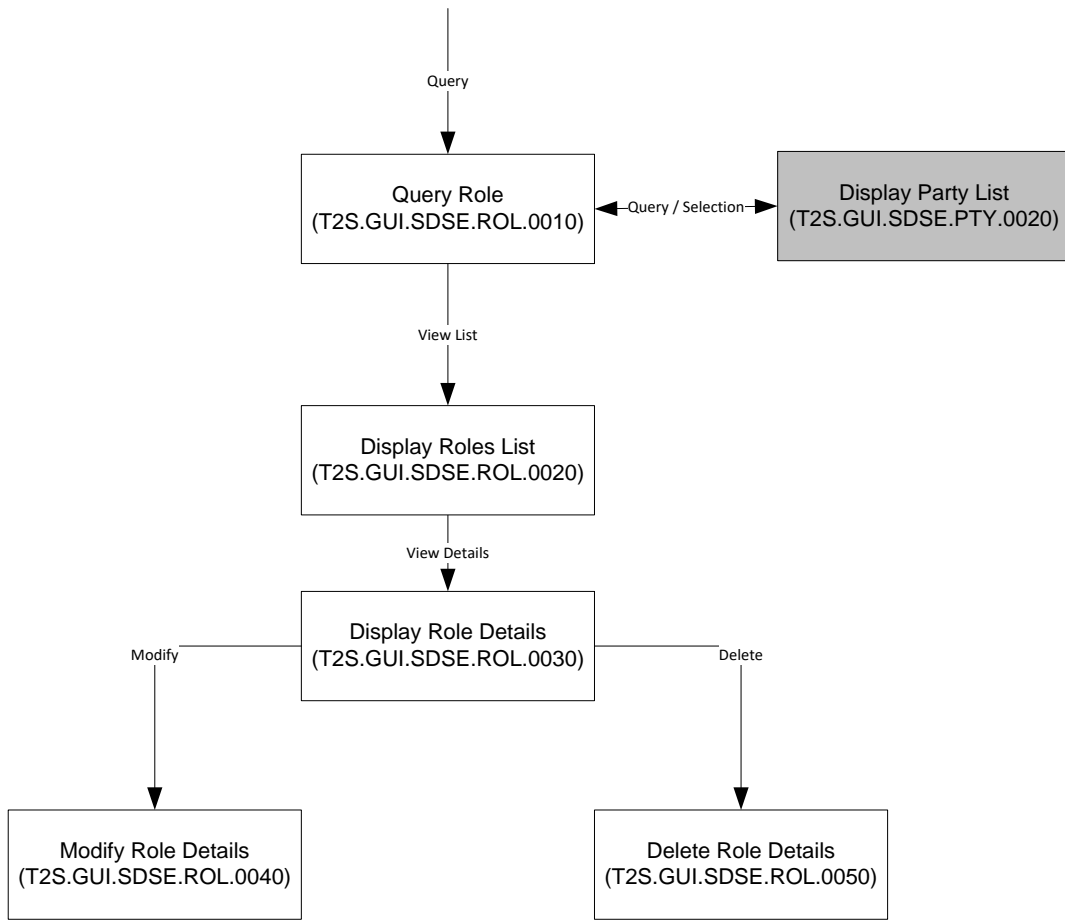 Query
Query Role
(T2S.GUI.SDSE.ROL.0010)
Query / Selection
Display Party List
(T2S.GUI.SDSE.PTY.0020)
View List
Display Roles List
(T2S.GUI.SDSE.ROL.0020)
View Details
Display Role Details
(T2S.GUI.SDSE.ROL.0030)
Modify
Delete
Modify Role Details
(T2S.GUI.SDSE.ROL.0040)
Delete Role Details
(T2S.GUI.SDSE.ROL.0050)